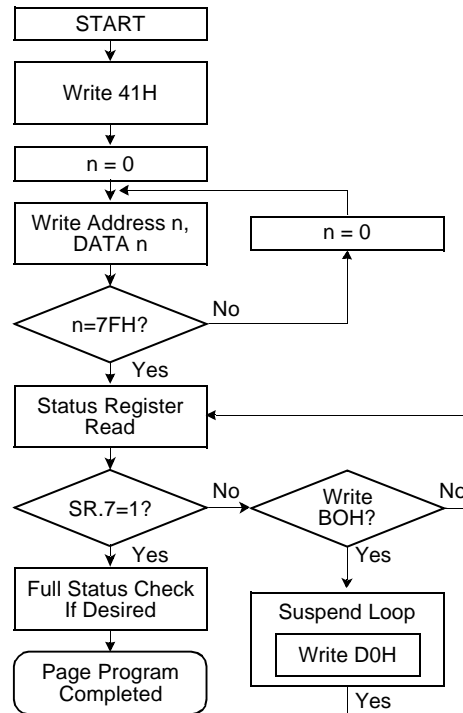 START
Write 41H
n = 0
Write Address n,
DATA n
n = 0
n=7FH?
No
Yes
Status Register
Read
SR.7=1?
No
Write
BOH?
No
Yes
Yes
Full Status Check
If Desired
Suspend Loop
Write D0H
Page Program
Completed
Yes